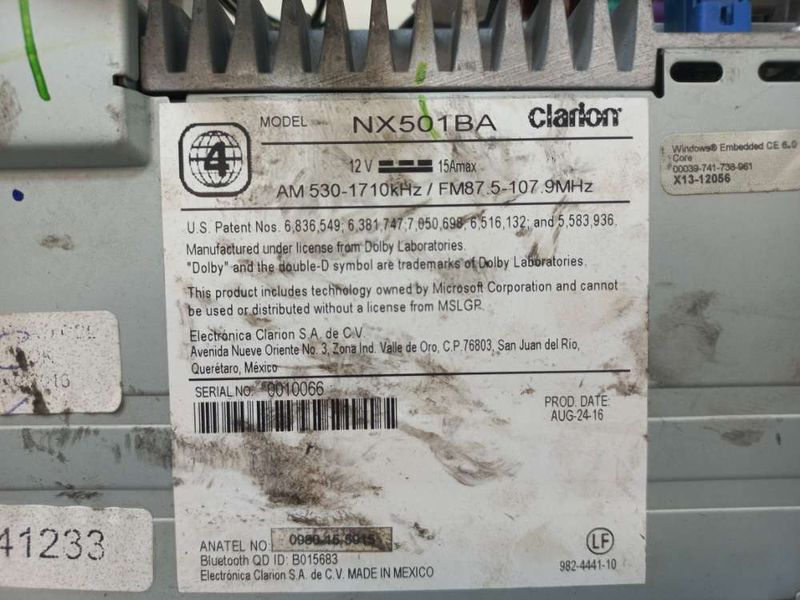 4
MODEL NX501BA Clarion
12 V 15Amax
AM 530-1710kHz / FM87.5-107.9MHz
U.S. Patent Nos. 6,836,549; 6,381,747; 7,050,698; 6,516,132; and 5,583,936.
Manufactured under license from Dolby Laboratories.
"Dolby" and the double-D symbol are trademarks of Dolby Laboratories.
This product includes technology owned by Microsoft Corporation and cannot
be used or distributed without a license from MSLGP.
Electrónica Clarion S.A. de C.V.
Avenida Nueve Oriente No. 3, Zona Ind. Valle de Oro, C.P.76803, San Juan del Río,
Querétaro, México
SERIAL NO. 0010066
PROD. DATE:
AUG-24-16
ANATEL NO:
Bluetooth QD ID: B015683
Electrónica Clarion S.A. de C.V. MADE IN MEXICO
LF
982-4441-10
Windows® Embedded CE 6.0
Core
00039-741-738-961
X13-12056
41233